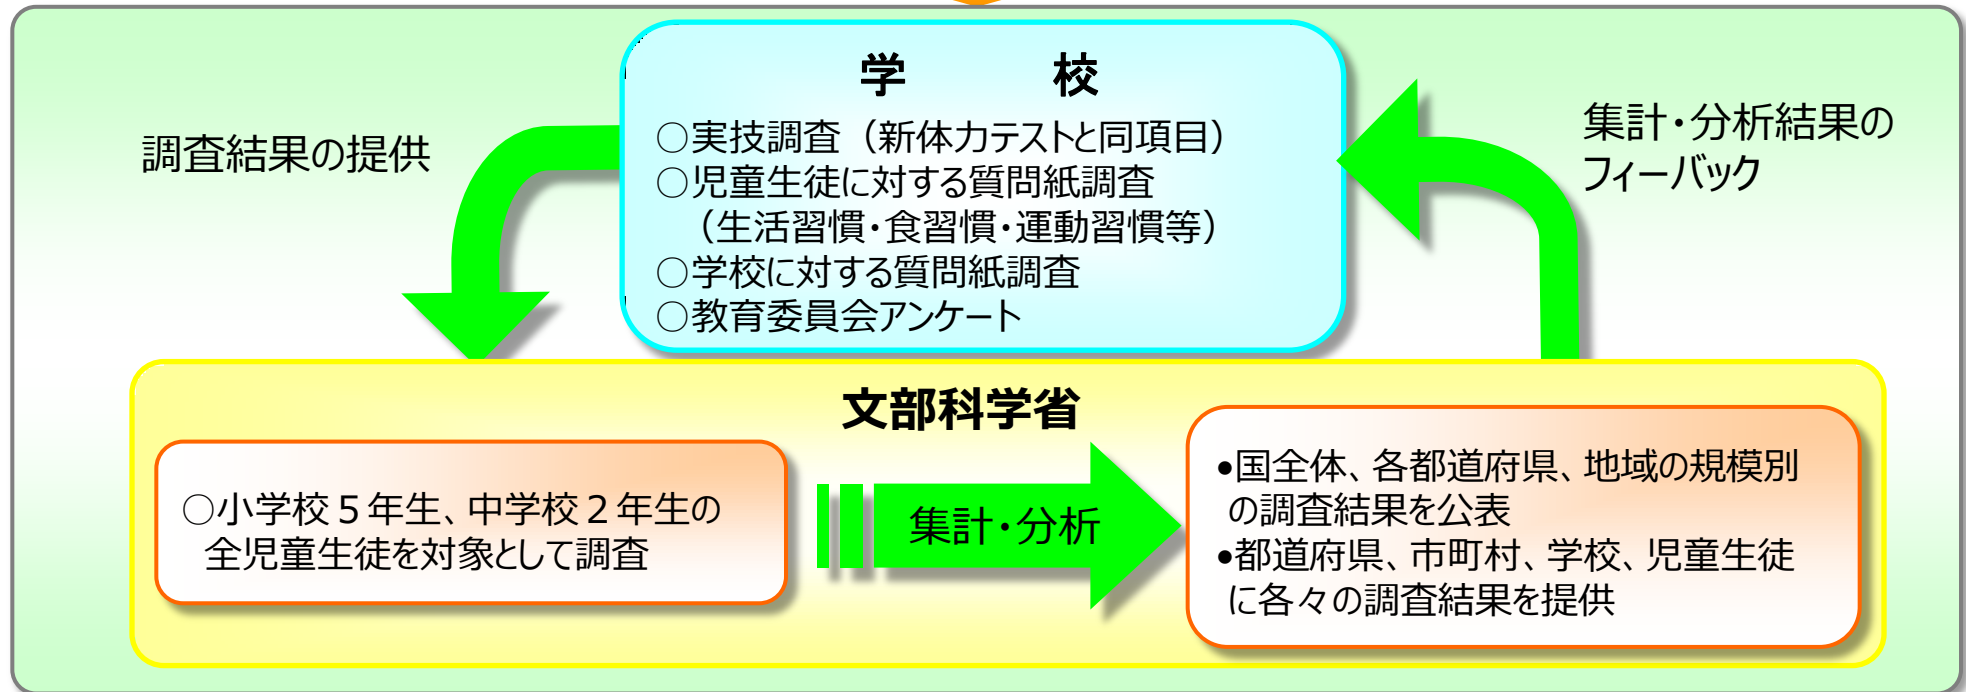 学　校
調査結果の提供
○実技調査（新体力テストと同項目）
○児童生徒に対する質問紙調査
（生活習慣・食習慣・運動習慣等）
○学校に対する質問紙調査
○教育委員会アンケート
集計・分析結果の
フィーバック
文部科学省
○小学校５年生、中学校２年生の
全児童生徒を対象として調査
集計・分析
•国全体、各都道府県、地域の規模別
の調査結果を公表
•都道府県、市町村、学校、児童生徒
に各々の調査結果を提供